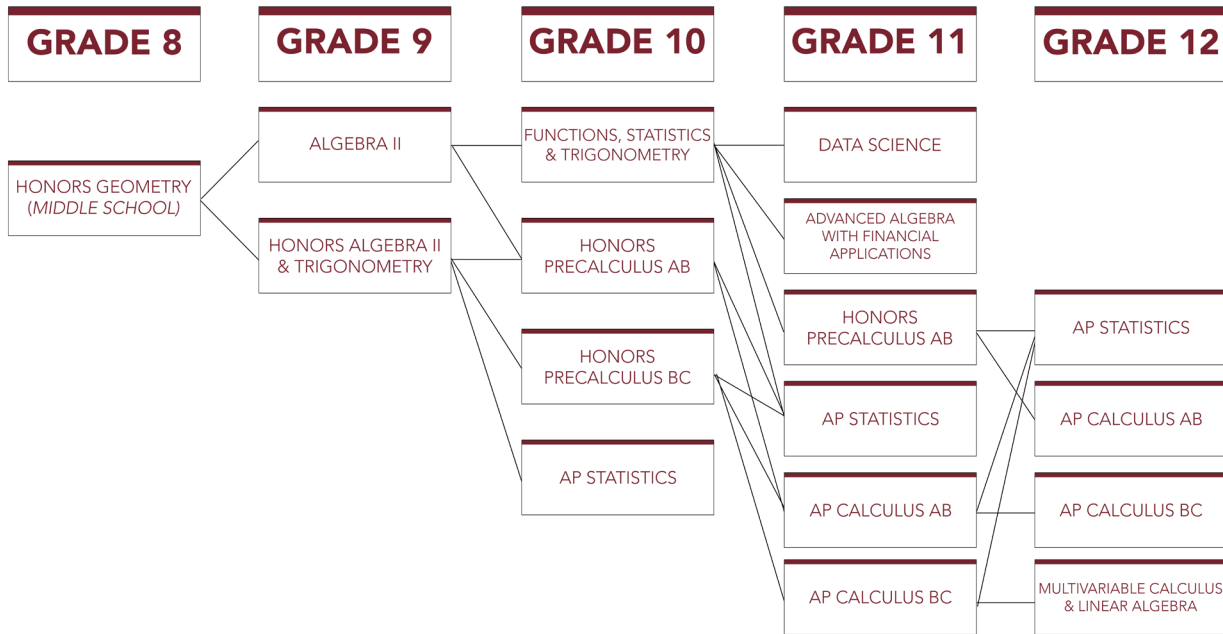 GRADE 8
GRADE 9
GRADE 10
GRADE 11
GRADE 12
HONORS GEOMETRY
(MIDDLE SCHOOL)
ALGEBRA II
HONORS ALGEBRA II
& TRIGONOMETRY
FUNCTIONS, STATISTICS
& TRIGONOMETRY
HONORS
PRECALCULUS AB
HONORS
PRECALCULUS BC
AP STATISTICS
DATA SCIENCE
ADVANCED ALGEBRA
WITH FINANCIAL
APPLICATIONS
HONORS
PRECALCULUS AB
AP STATISTICS
AP CALCULUS AB
AP CALCULUS BC
AP STATISTICS
AP CALCULUS AB
AP CALCULUS BC
MULTIVARIABLE CALCULUS
& LINEAR ALGEBRA